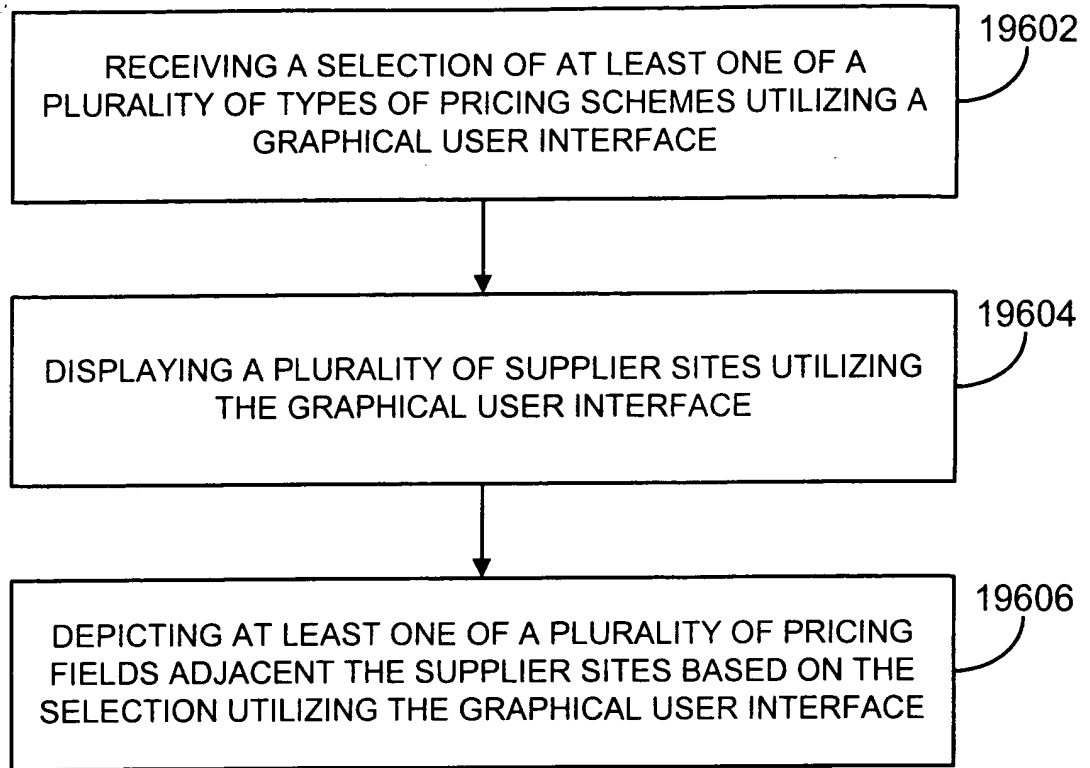 19602
RECEIVING A SELECTION OF AT LEAST ONE OF A
PLURALITY OF TYPES OF PRICING SCHEMES UTILIZING A
GRAPHICAL USER INTERFACE
19604
DISPLAYING A PLURALITY OF SUPPLIER SITES UTILIZING
THE GRAPHICAL USER INTERFACE
19606
DEPICTING AT LEAST ONE OF A PLURALITY OF PRICING
FIELDS ADJACENT THE SUPPLIER SITES BASED ON THE
SELECTION UTILIZING THE GRAPHICAL USER INTERFACE